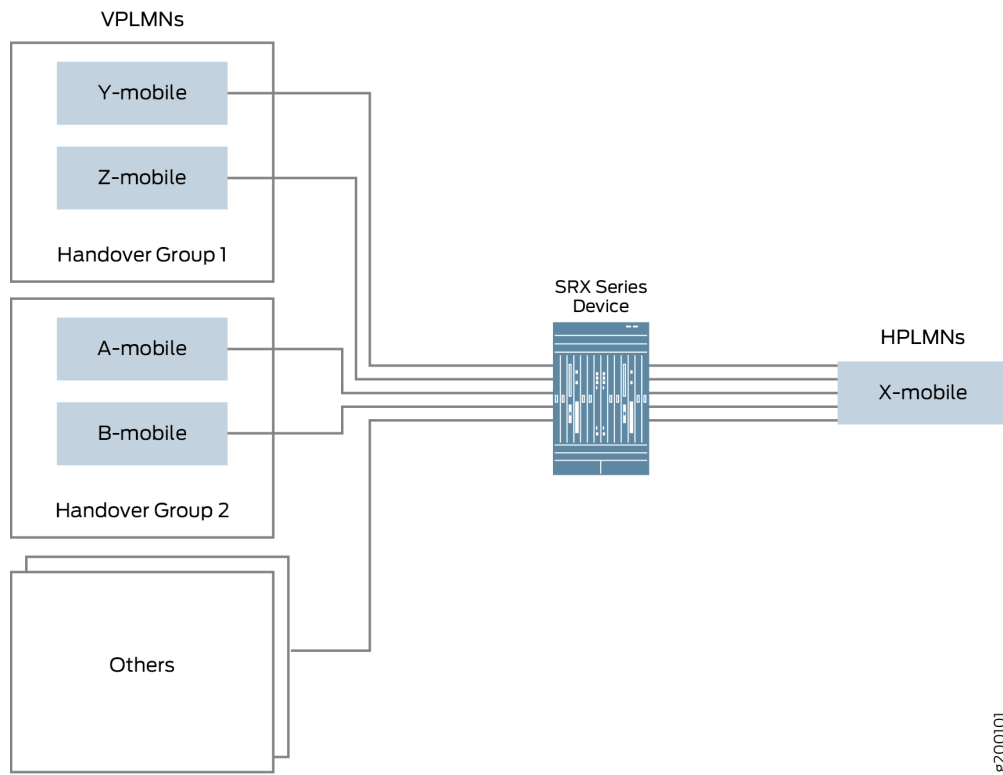 VPLMNs
Y-mobile
Z-mobile
Handover Group 1
A-mobile
B-mobile
Handover Group 2
Others
SRX Series
Device
HPLMNs
X-mobile
g200101